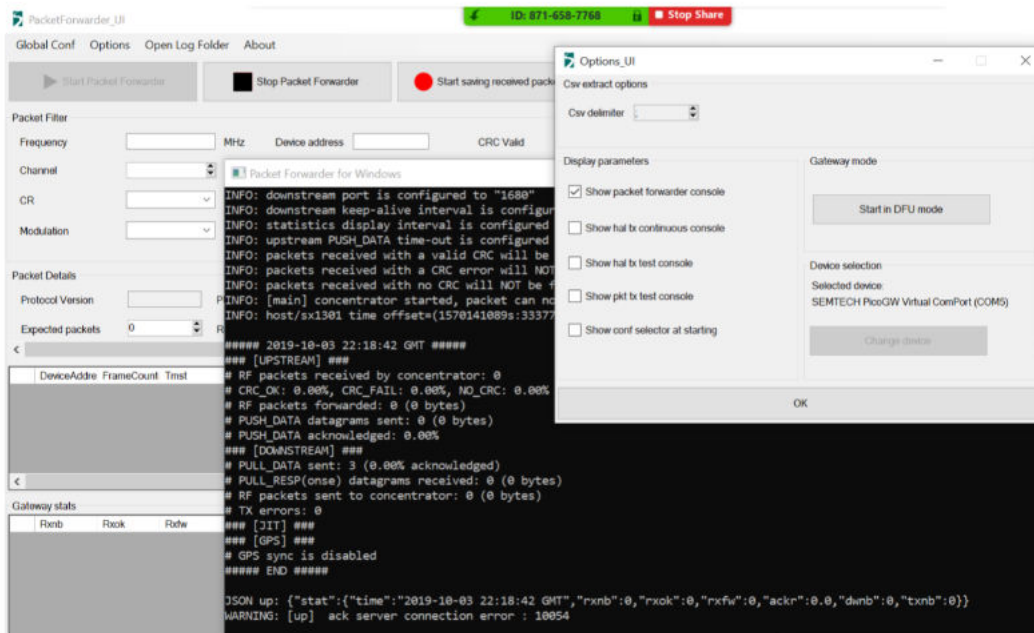 PacketForwarder_UI
ID: 871-658-7768
Stop Share
Global Conf Options Open Log Folder About
Start Packet Forwarder
Stop Packet Forwarder
Start saving received pack
Packet Filter
Frequency
MHz
Device address
CRC Valid
Channel
CR
Modulation
Packet Details
Protocol Version
P
Expected packets
0
R
DeviceAddre FrameCount Tmst
Gateway stats
Rxnb Rxok Rxfw
Packet Forwarder for Windows
INFO: downstream port is configured to "1680"
INFO: downstream keep-alive interval is configur
INFO: statistics display interval is configured
INFO: upstream PUSH_DATA time-out is configured
INFO: packets received with a valid CRC will be
INFO: packets received with a CRC error will NOT
INFO: packets received with no CRC will NOT be f
INFO: [main] concentrator started, packet can no
INFO: host/sx1301 time offset=(1570141089s:33377
##### 2019-10-03 22:18:42 GMT #####
### [UPSTREAM] ###
# RF packets received by concentrator: 0
# CRC_OK: 0.00%, CRC_FAIL: 0.00%, NO_CRC: 0.00%
# RF packets forwarded: 0 (0 bytes)
# PUSH_DATA datagrams sent: 0 (0 bytes)
# PUSH_DATA acknowledged: 0.00%
### [DOWNSTREAM] ###
# PULL_DATA sent: 3 (0.00% acknowledged)
# PULL_RESP(onse) datagrams received: 0 (0 bytes)
# RF packets sent to concentrator: 0 (0 bytes)
# TX errors: 0
### [JIT] ###
### [GPS] ###
# GPS sync is disabled
##### END #####
JSON up: {"stat":{"time":"2019-10-03 22:18:42 GMT","rxnb":0,"rxok":0,"rxfw":0,"ackr":0.0,"dwnb":0,"txnb":0}}
WARNING: [up] ack server connection error : 10054
Options_UI
Csv extract options
Csv delimiter
Display parameters
Show packet forwarder console
Show hal tx continuous console
Show hal tx test console
Show pkt tx test console
Show conf selector at starting
Gateway mode
Start in DFU mode
Device selection
Selected device:
SEMTECH PicoGW Virtual ComPort (COM5)
Change device
OK